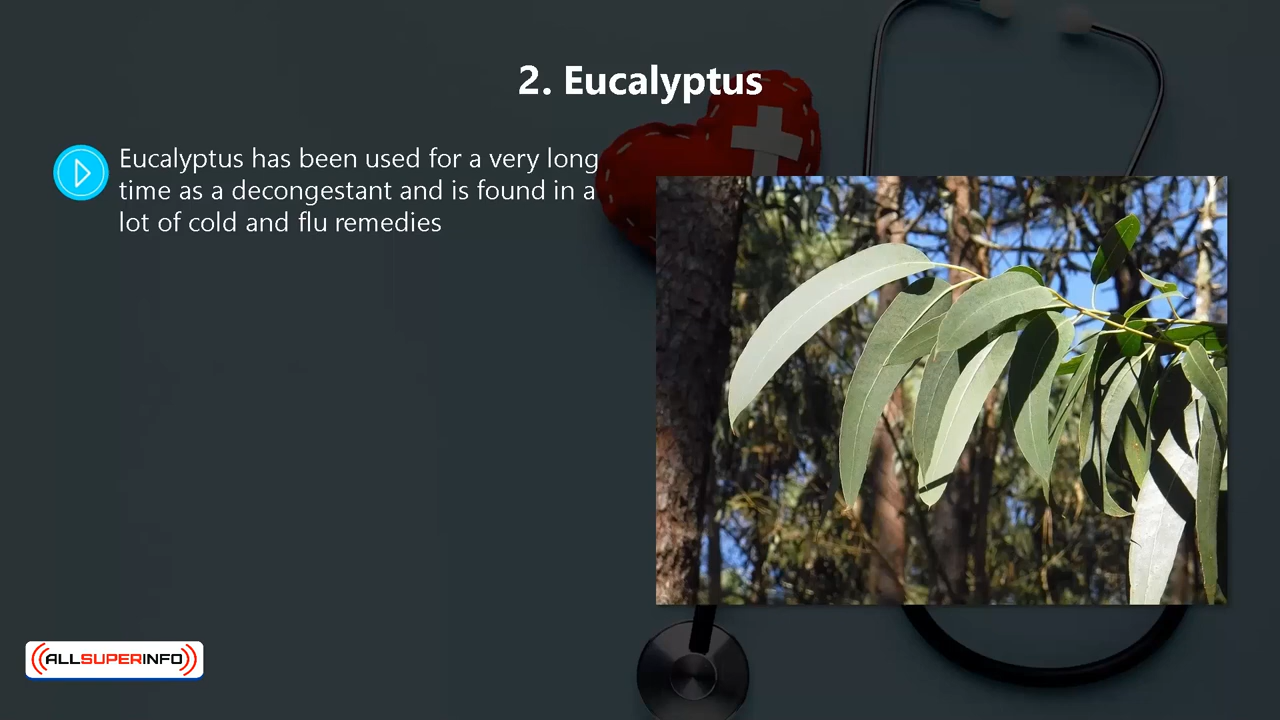 2. Eucalyptus
Eucalyptus has been used for a very long
time as a decongestant and is found in a
lot of cold and flu remedies
ALLSUPERINFO